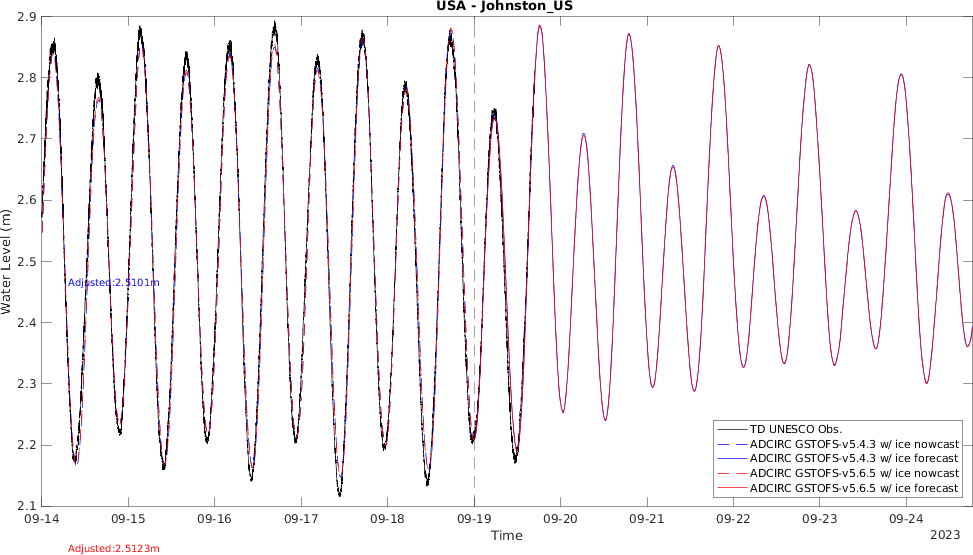 USA - Johnston_US
2.9
2.8
2.7
2.6
2.5
2.4
2.3
2.2
2.1
Water Level (m)
Adjusted:2.5101m
TD UNESCO Obs.
ADCIRC GSTOFS-v5.4.3 w/ ice nowcast
ADCIRC GSTOFS-v5.4.3 w/ ice forecast
ADCIRC GSTOFS-v5.6.5 w/ ice nowcast
ADCIRC GSTOFS-v5.6.5 w/ ice forecast
09-14 09-15 09-16 09-17 09-18 09-19 09-20 09-21 09-22 09-23 09-24
Time
2023
Adjusted:2.5123m